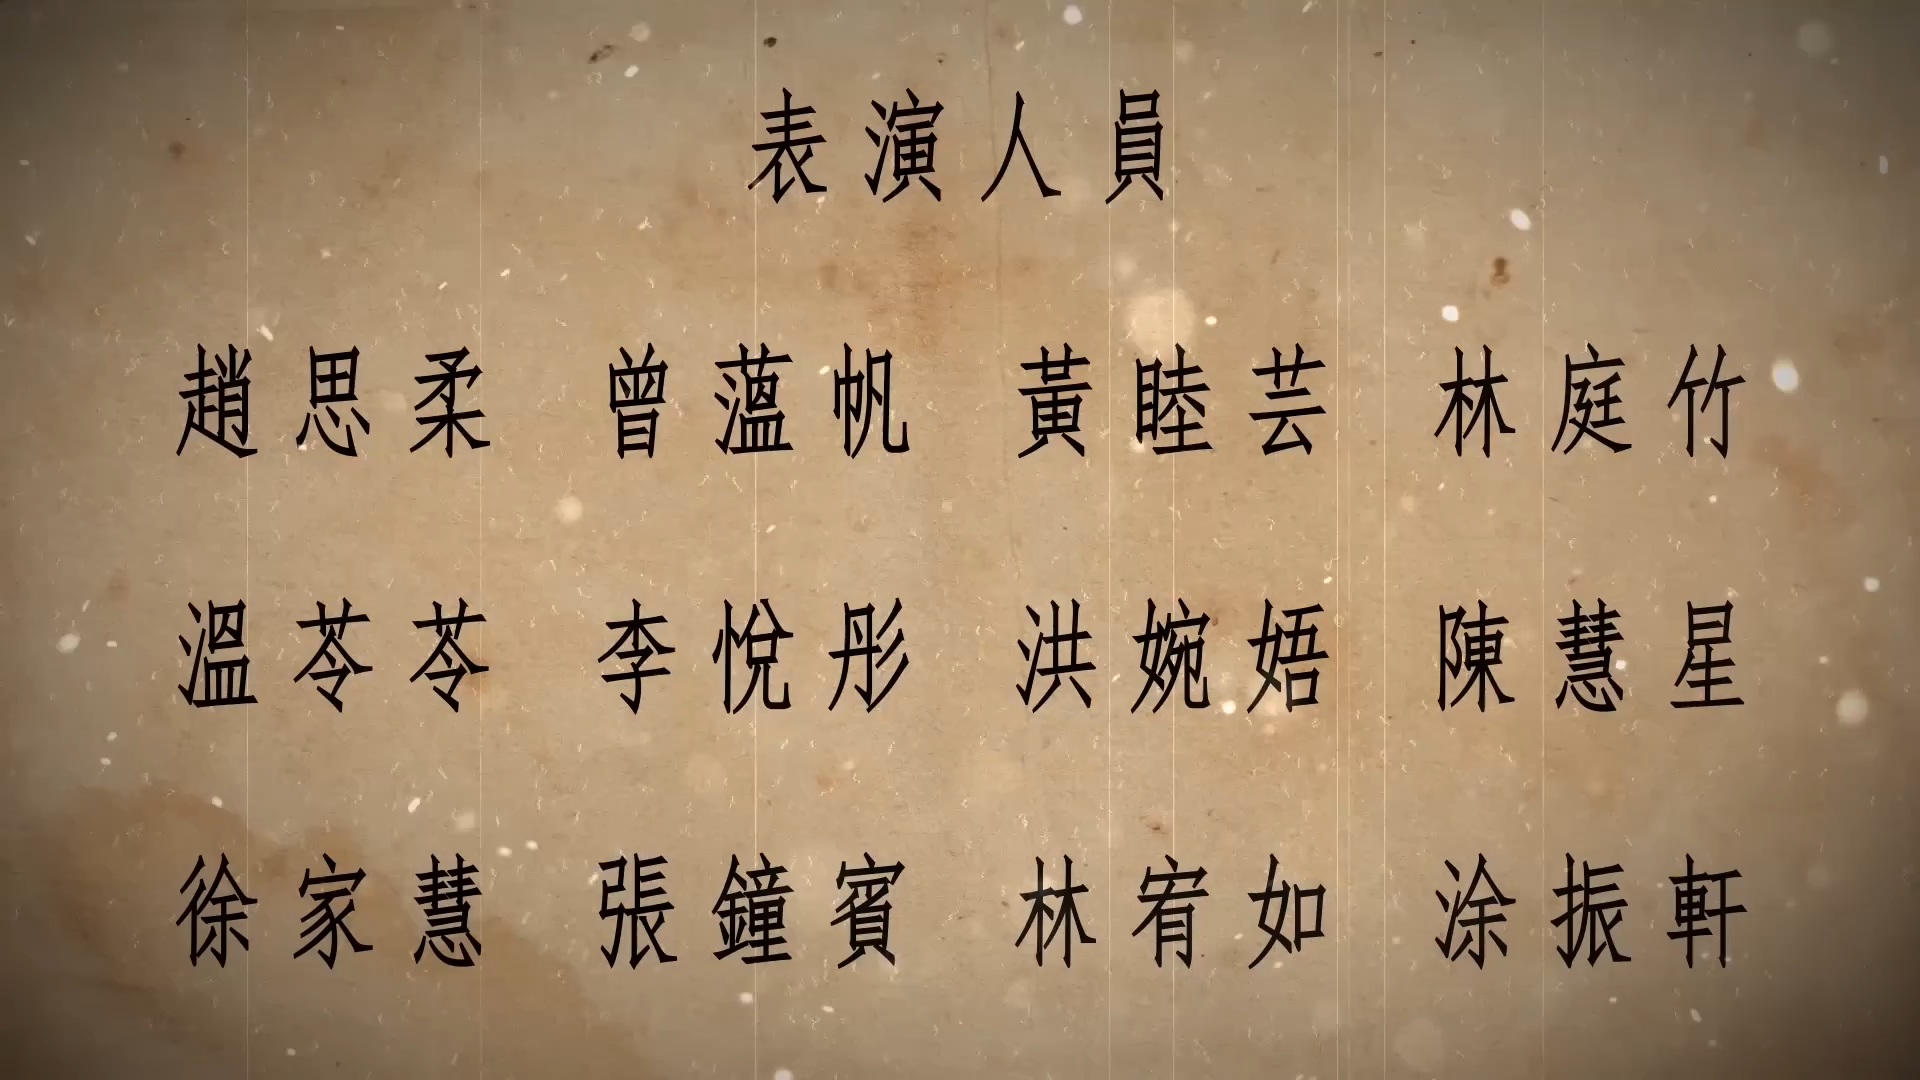 表演人員
趙思柔 曾薀帆 黃睦芸 林庭竹
溫苓苓 李悅彤 洪婉娪 陳慧星
徐家慧 張鐘賓 林宥如 涂振軒